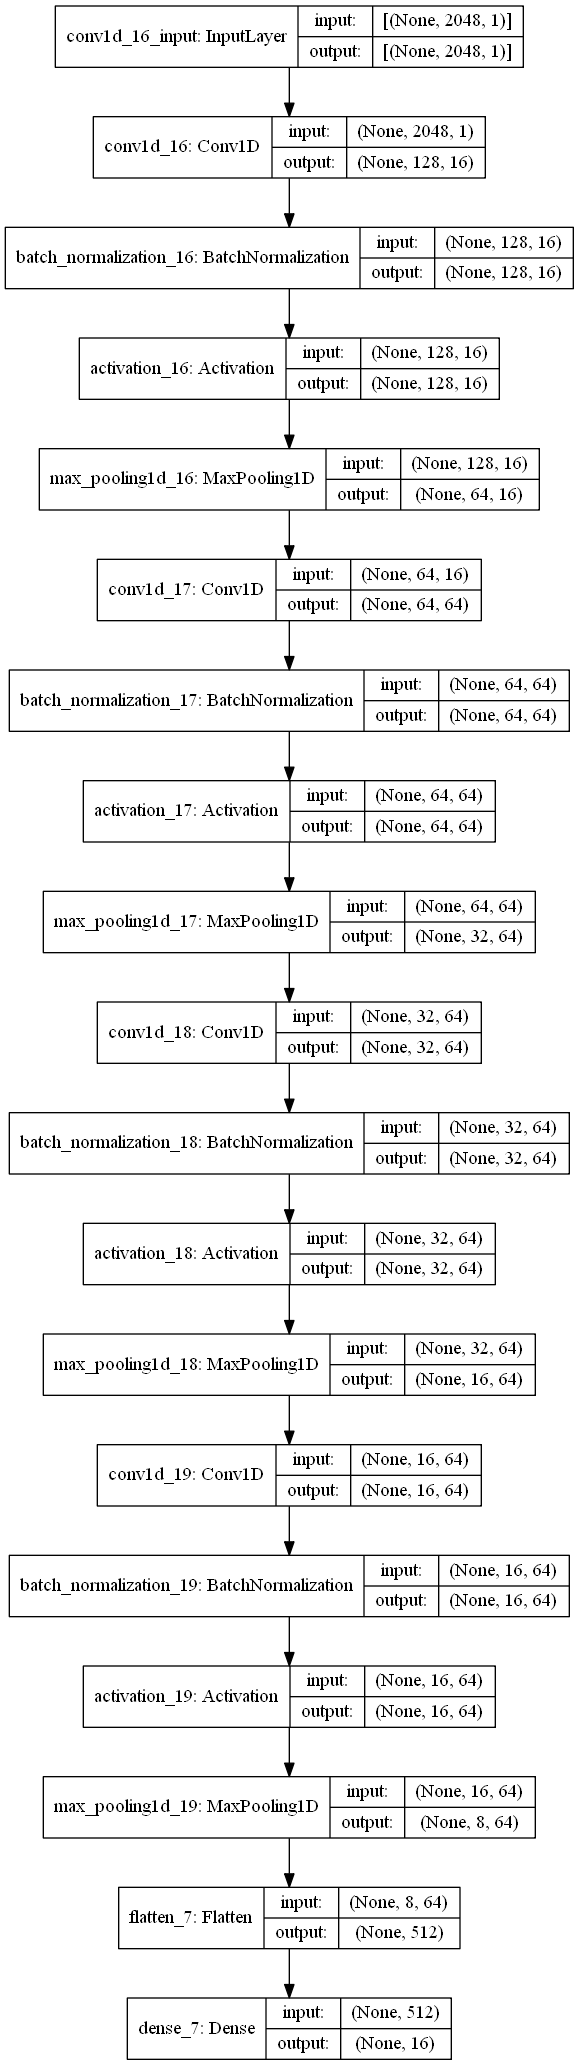 conv1d_16_input: InputLayer
input: [(None, 2048, 1)]
output: [(None, 2048, 1)]
conv1d_16: Conv1D
input: (None, 2048, 1)
output: (None, 128, 16)
batch_normalization_16: BatchNormalization
input: (None, 128, 16)
output: (None, 128, 16)
activation_16: Activation
input: (None, 128, 16)
output: (None, 128, 16)
max_pooling1d_16: MaxPooling1D
input: (None, 128, 16)
output: (None, 64, 16)
conv1d_17: Conv1D
input: (None, 64, 16)
output: (None, 64, 64)
batch_normalization_17: BatchNormalization
input: (None, 64, 64)
output: (None, 64, 64)
activation_17: Activation
input: (None, 64, 64)
output: (None, 64, 64)
max_pooling1d_17: MaxPooling1D
input: (None, 64, 64)
output: (None, 32, 64)
conv1d_18: Conv1D
input: (None, 32, 64)
output: (None, 32, 64)
batch_normalization_18: BatchNormalization
input: (None, 32, 64)
output: (None, 32, 64)
activation_18: Activation
input: (None, 32, 64)
output: (None, 32, 64)
max_pooling1d_18: MaxPooling1D
input: (None, 32, 64)
output: (None, 16, 64)
conv1d_19: Conv1D
input: (None, 16, 64)
output: (None, 16, 64)
batch_normalization_19: BatchNormalization
input: (None, 16, 64)
output: (None, 16, 64)
activation_19: Activation
input: (None, 16, 64)
output: (None, 16, 64)
max_pooling1d_19: MaxPooling1D
input: (None, 16, 64)
output: (None, 8, 64)
flatten_7: Flatten
input: (None, 8, 64)
output: (None, 512)
dense_7: Dense
input: (None, 512)
output: (None, 16)